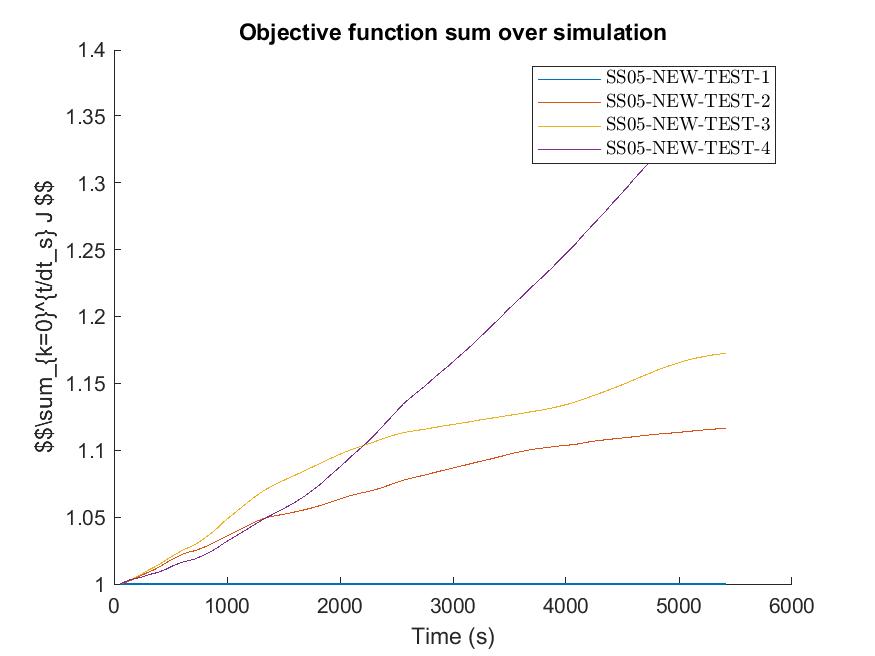 Objective function sum over simulation
1.4
1.35
1.3
1.25
1.2
1.15
1.1
1.05
1
$$\sum_{k=0}^{t/dt_s} J $$
SS05-NEW-TEST-1
SS05-NEW-TEST-2
SS05-NEW-TEST-3
SS05-NEW-TEST-4
0 1000 2000 3000 4000 5000 6000
Time (s)